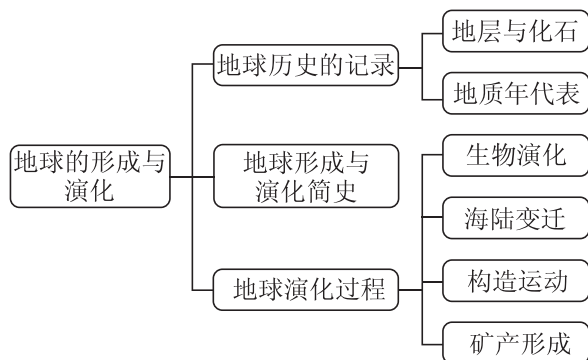 地球的形成与
演化
地球历史的记录
地层与化石
地质年代表
地球形成与
演化简史
地球演化过程
生物演化
海陆变迁
构造运动
矿产形成